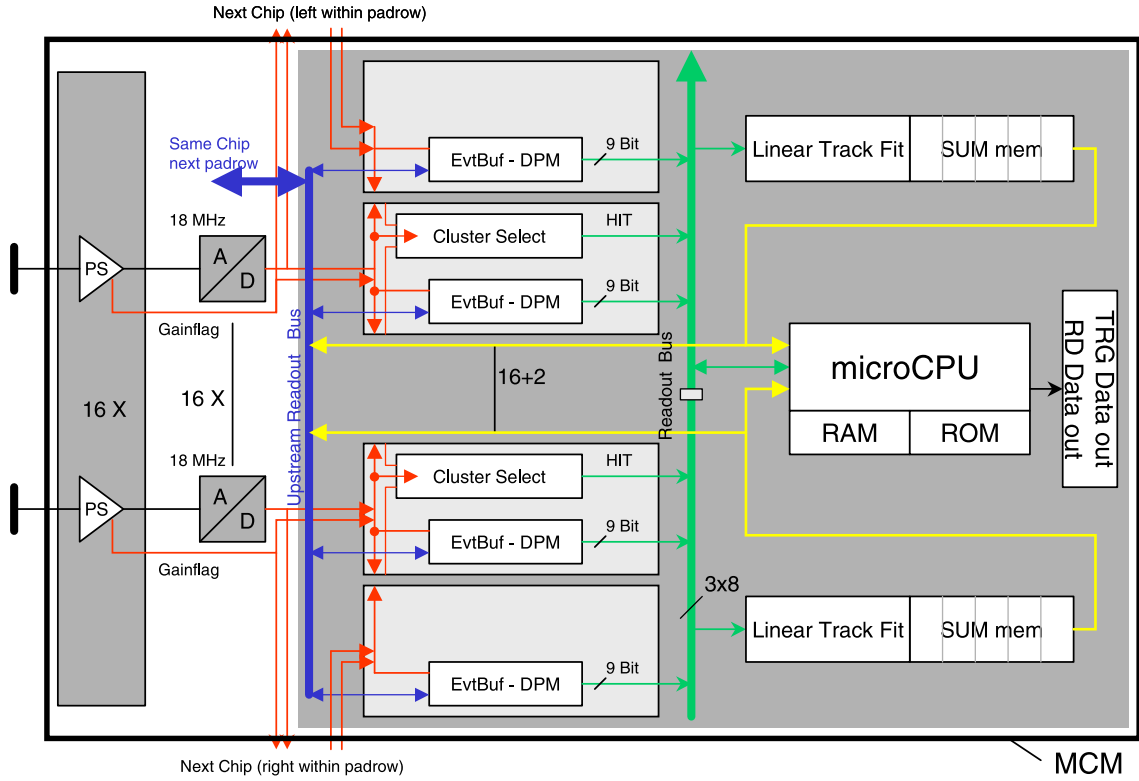 Next Chip (left within padrow)
Same Chip
next padrow
EvtBuf - DPM
9 Bit
Linear Track Fit
SUM mem
18 MHz
Cluster Select
HIT
PS
A
D
EvtBuf - DPM
9 Bit
Gainflag
Upstream Readout Bus
Readout Bus
16+2
microCPU
RAM
ROM
TRG Data out
RD Data out
16 X
16 X
18 MHz
Cluster Select
HIT
PS
A
D
EvtBuf - DPM
9 Bit
Gainflag
3x8
Linear Track Fit
SUM mem
EvtBuf - DPM
9 Bit
Next Chip (right within padrow)
MCM